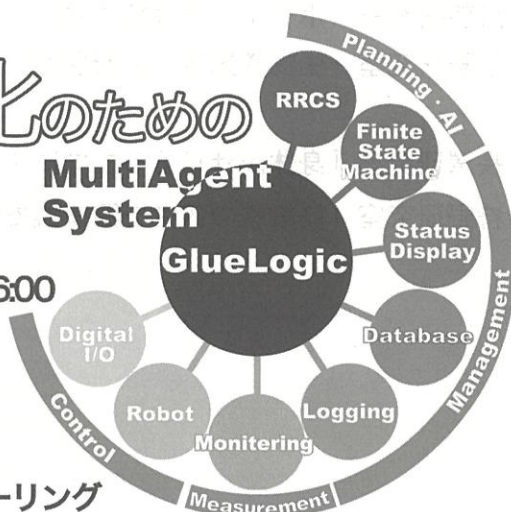 化のための
MultiAgent
System
GlueLogic
6:00
RRCS
Finite
State
Machine
Status
Display
Database
Logging
Monitering
Robot
Digital
I/O
Planning・AI
Management
Measurement
Control
ーリング